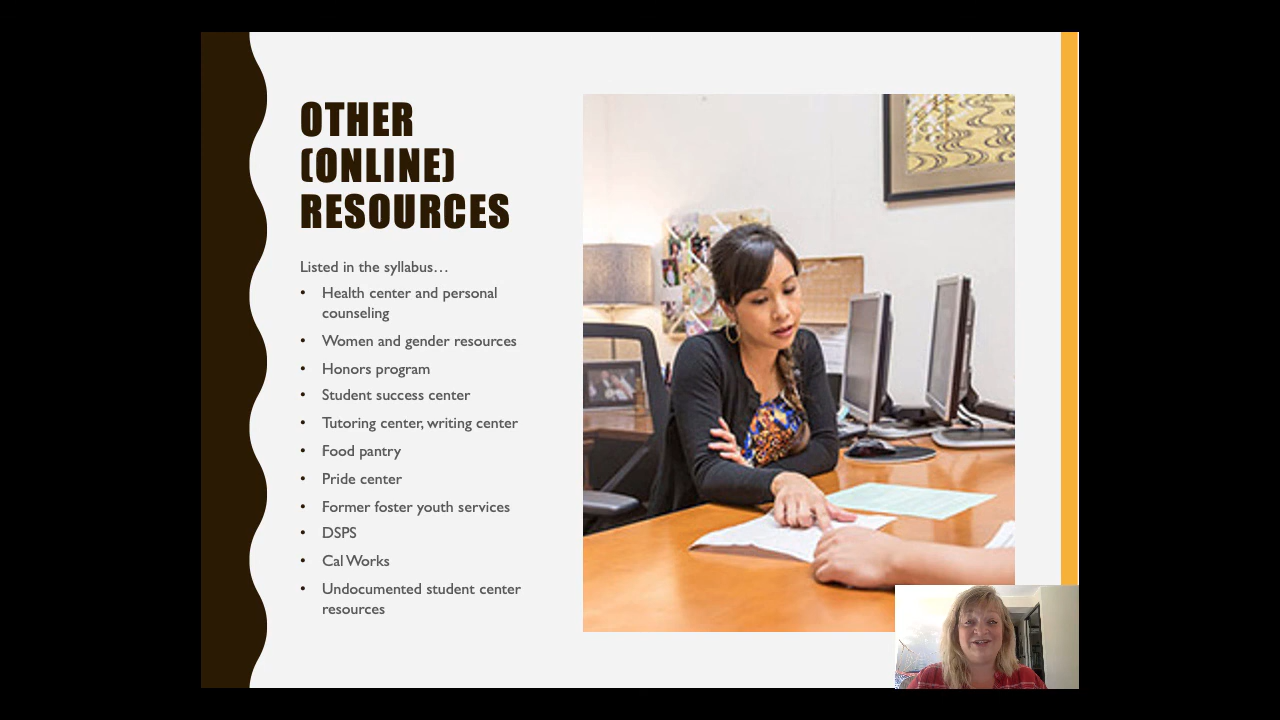 OTHER
(ONLINE)
RESOURCES
Listed in the syllabus…
• Health center and personal
counseling
• Women and gender resources
• Honors program
• Student success center
• Tutoring center, writing center
• Food pantry
• Pride center
• Former foster youth services
• DSPS
• Cal Works
• Undocumented student center
resources